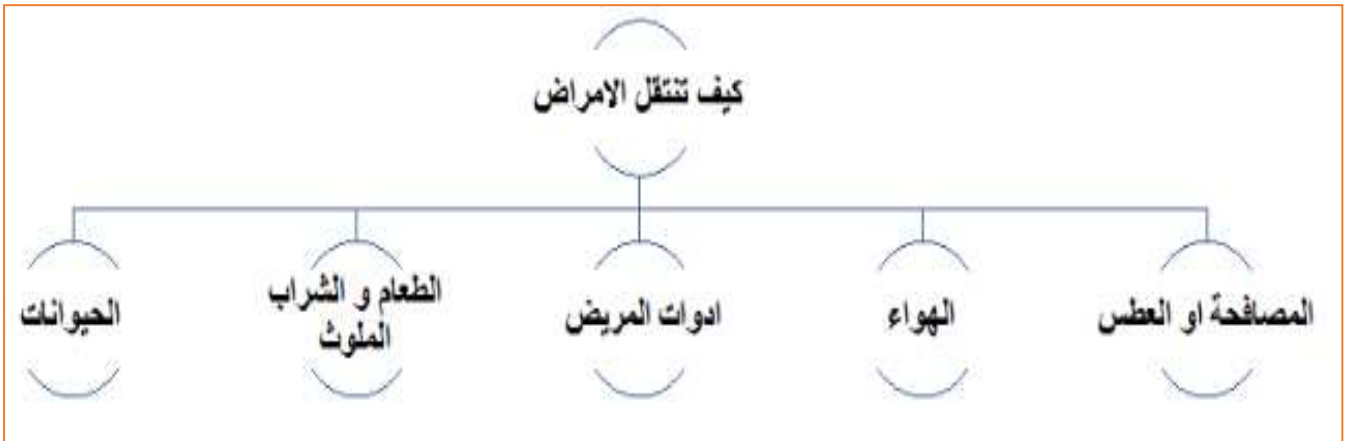 كيف تنتقل الامراض
المصافحة او العطس
الهواء
ادوات المريض
الطعام و الشراب
الملوث
الحيوانات